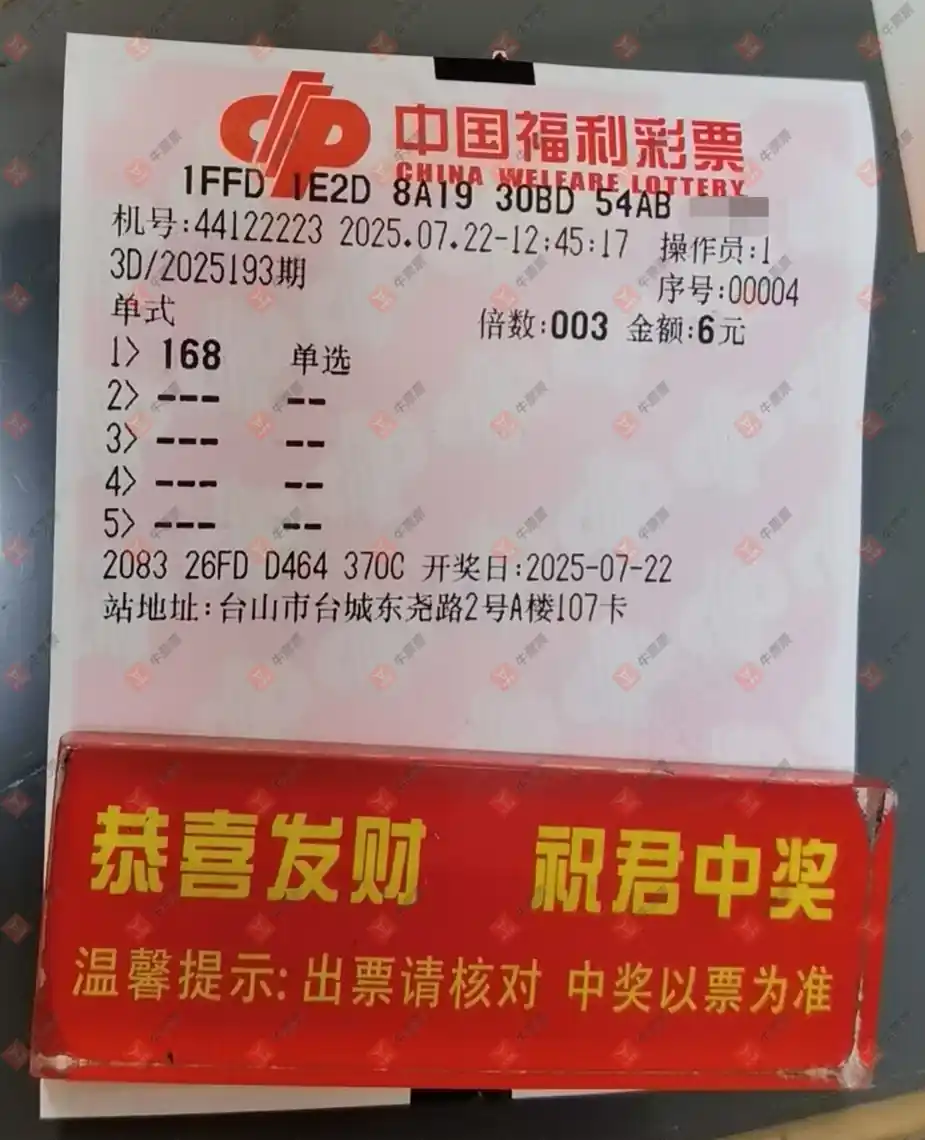 中国福利彩票
CHINA WELFARE LOTTERY
1FFD 1E2D 8A19 30BD 54AB
机号:44122223 2025.07.22-12:45:17 操作员:1
3D/2025193期 序号:00004
单式 倍数:003 金额:6元
1> 168 单选
2> --- --
3> --- --
4> --- --
5> --- --
2083 26FD D464 370C 开奖日:2025-07-22
站地址:台山市台城东尧路2号A楼107卡
恭喜发财 祝君中奖
温馨提示:出票请核对 中奖以票为准